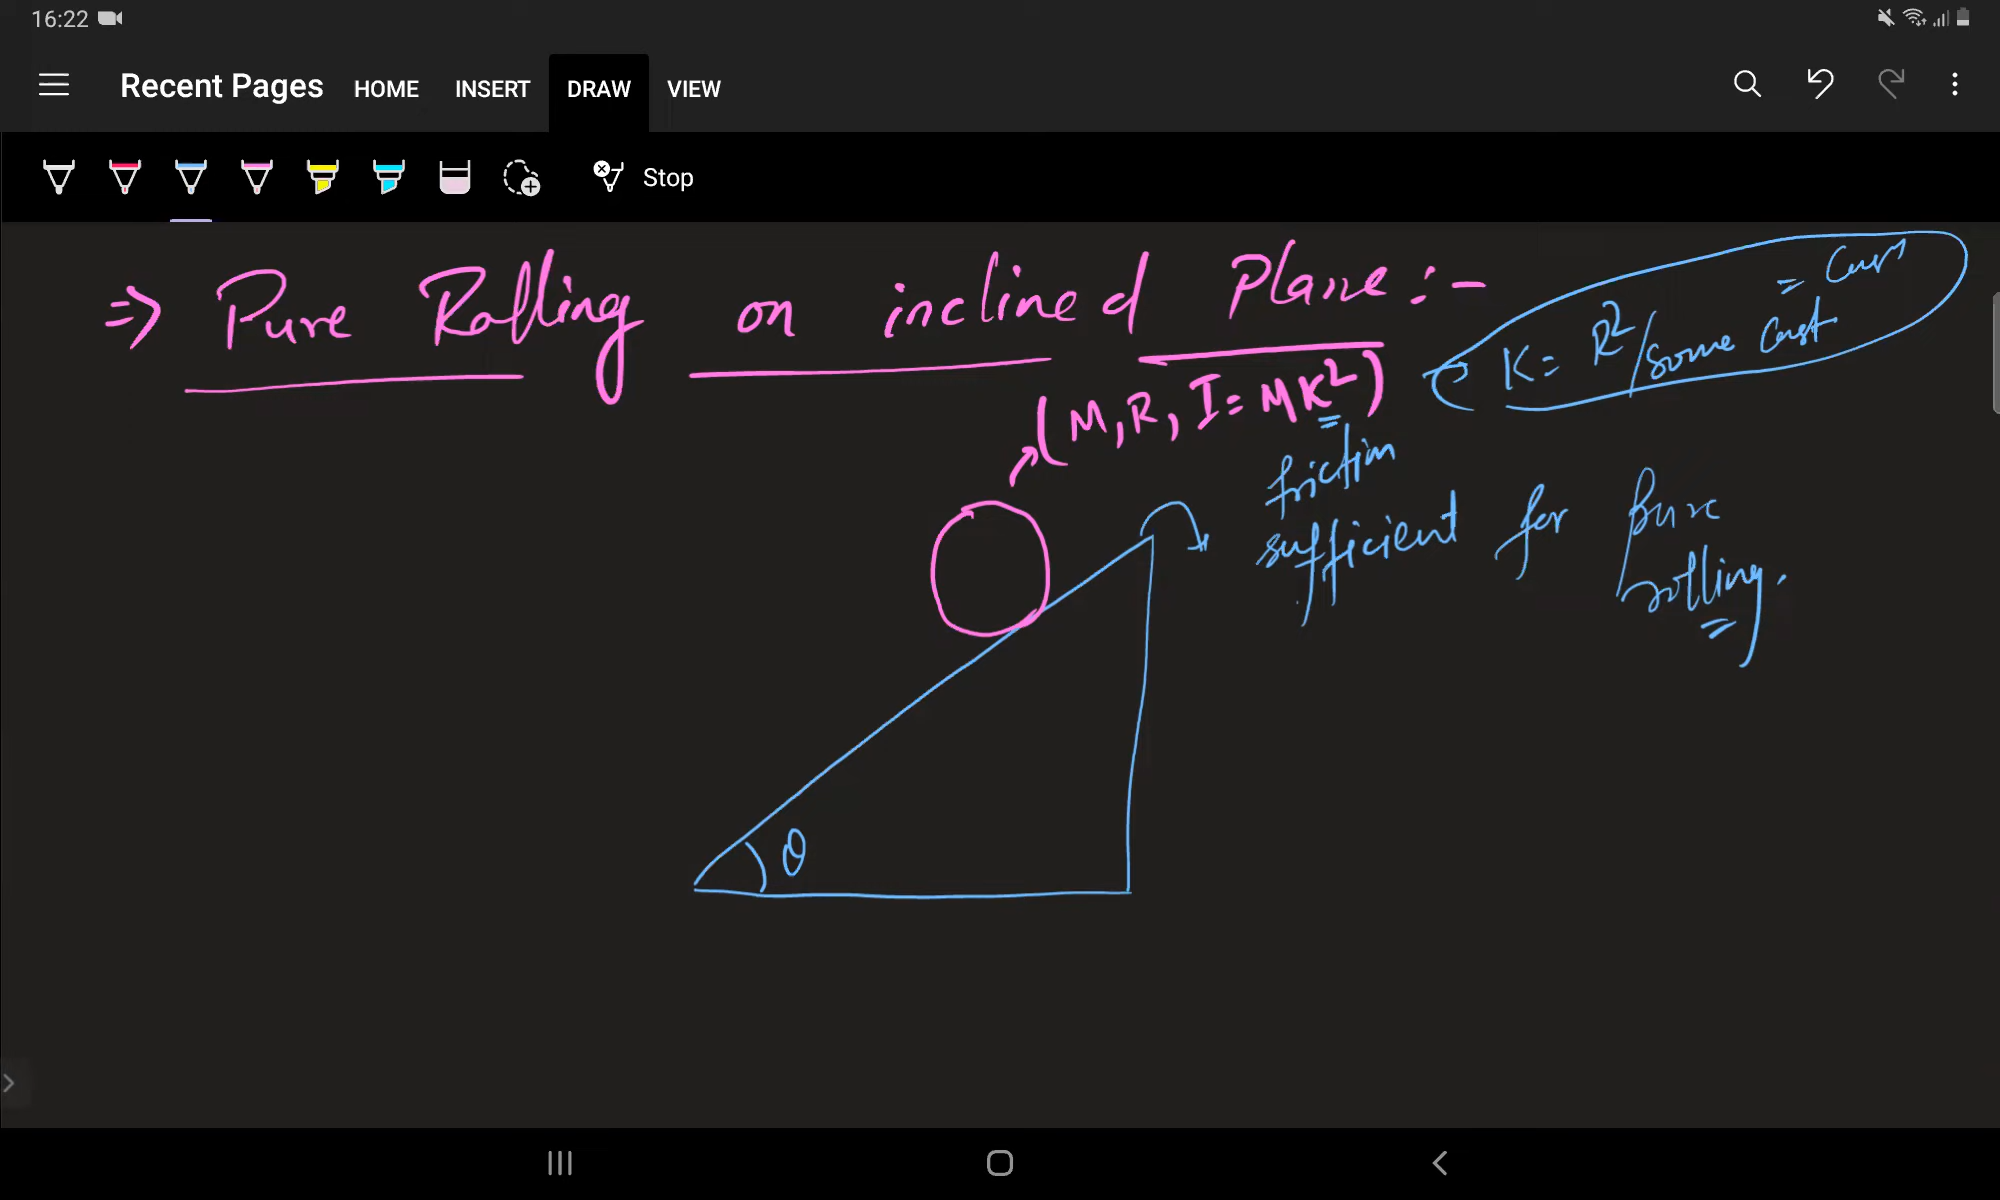 16:22
Recent Pages HOME INSERT DRAW VIEW
Stop
=> Pure Rolling on inclined Plane :-
K = R²/some Const
= Const
(M, R, I = MK²)
friction
sufficient for Pure
rolling.
θ